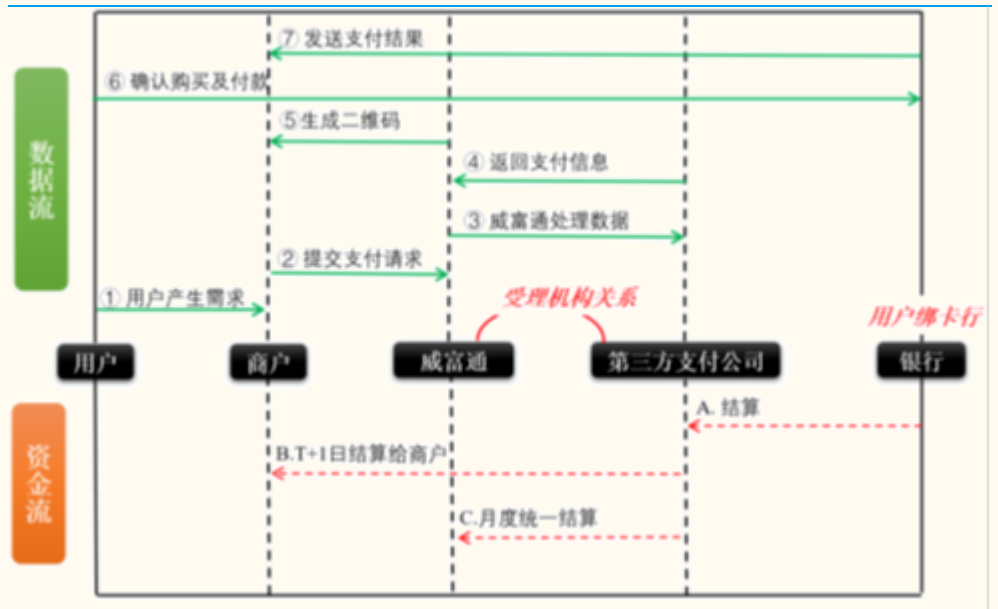 ⑦ 发送支付结果
⑥ 确认购买及付款
⑤生成二维码
④ 返回支付信息
③ 威富通处理数据
② 提交支付请求
① 用户产生需求
数据流
受理机构关系
用户绑卡行
用户
商户
威富通
第三方支付公司
银行
资金流
A. 结算
B.T+1日结算给商户
C.月度统一结算